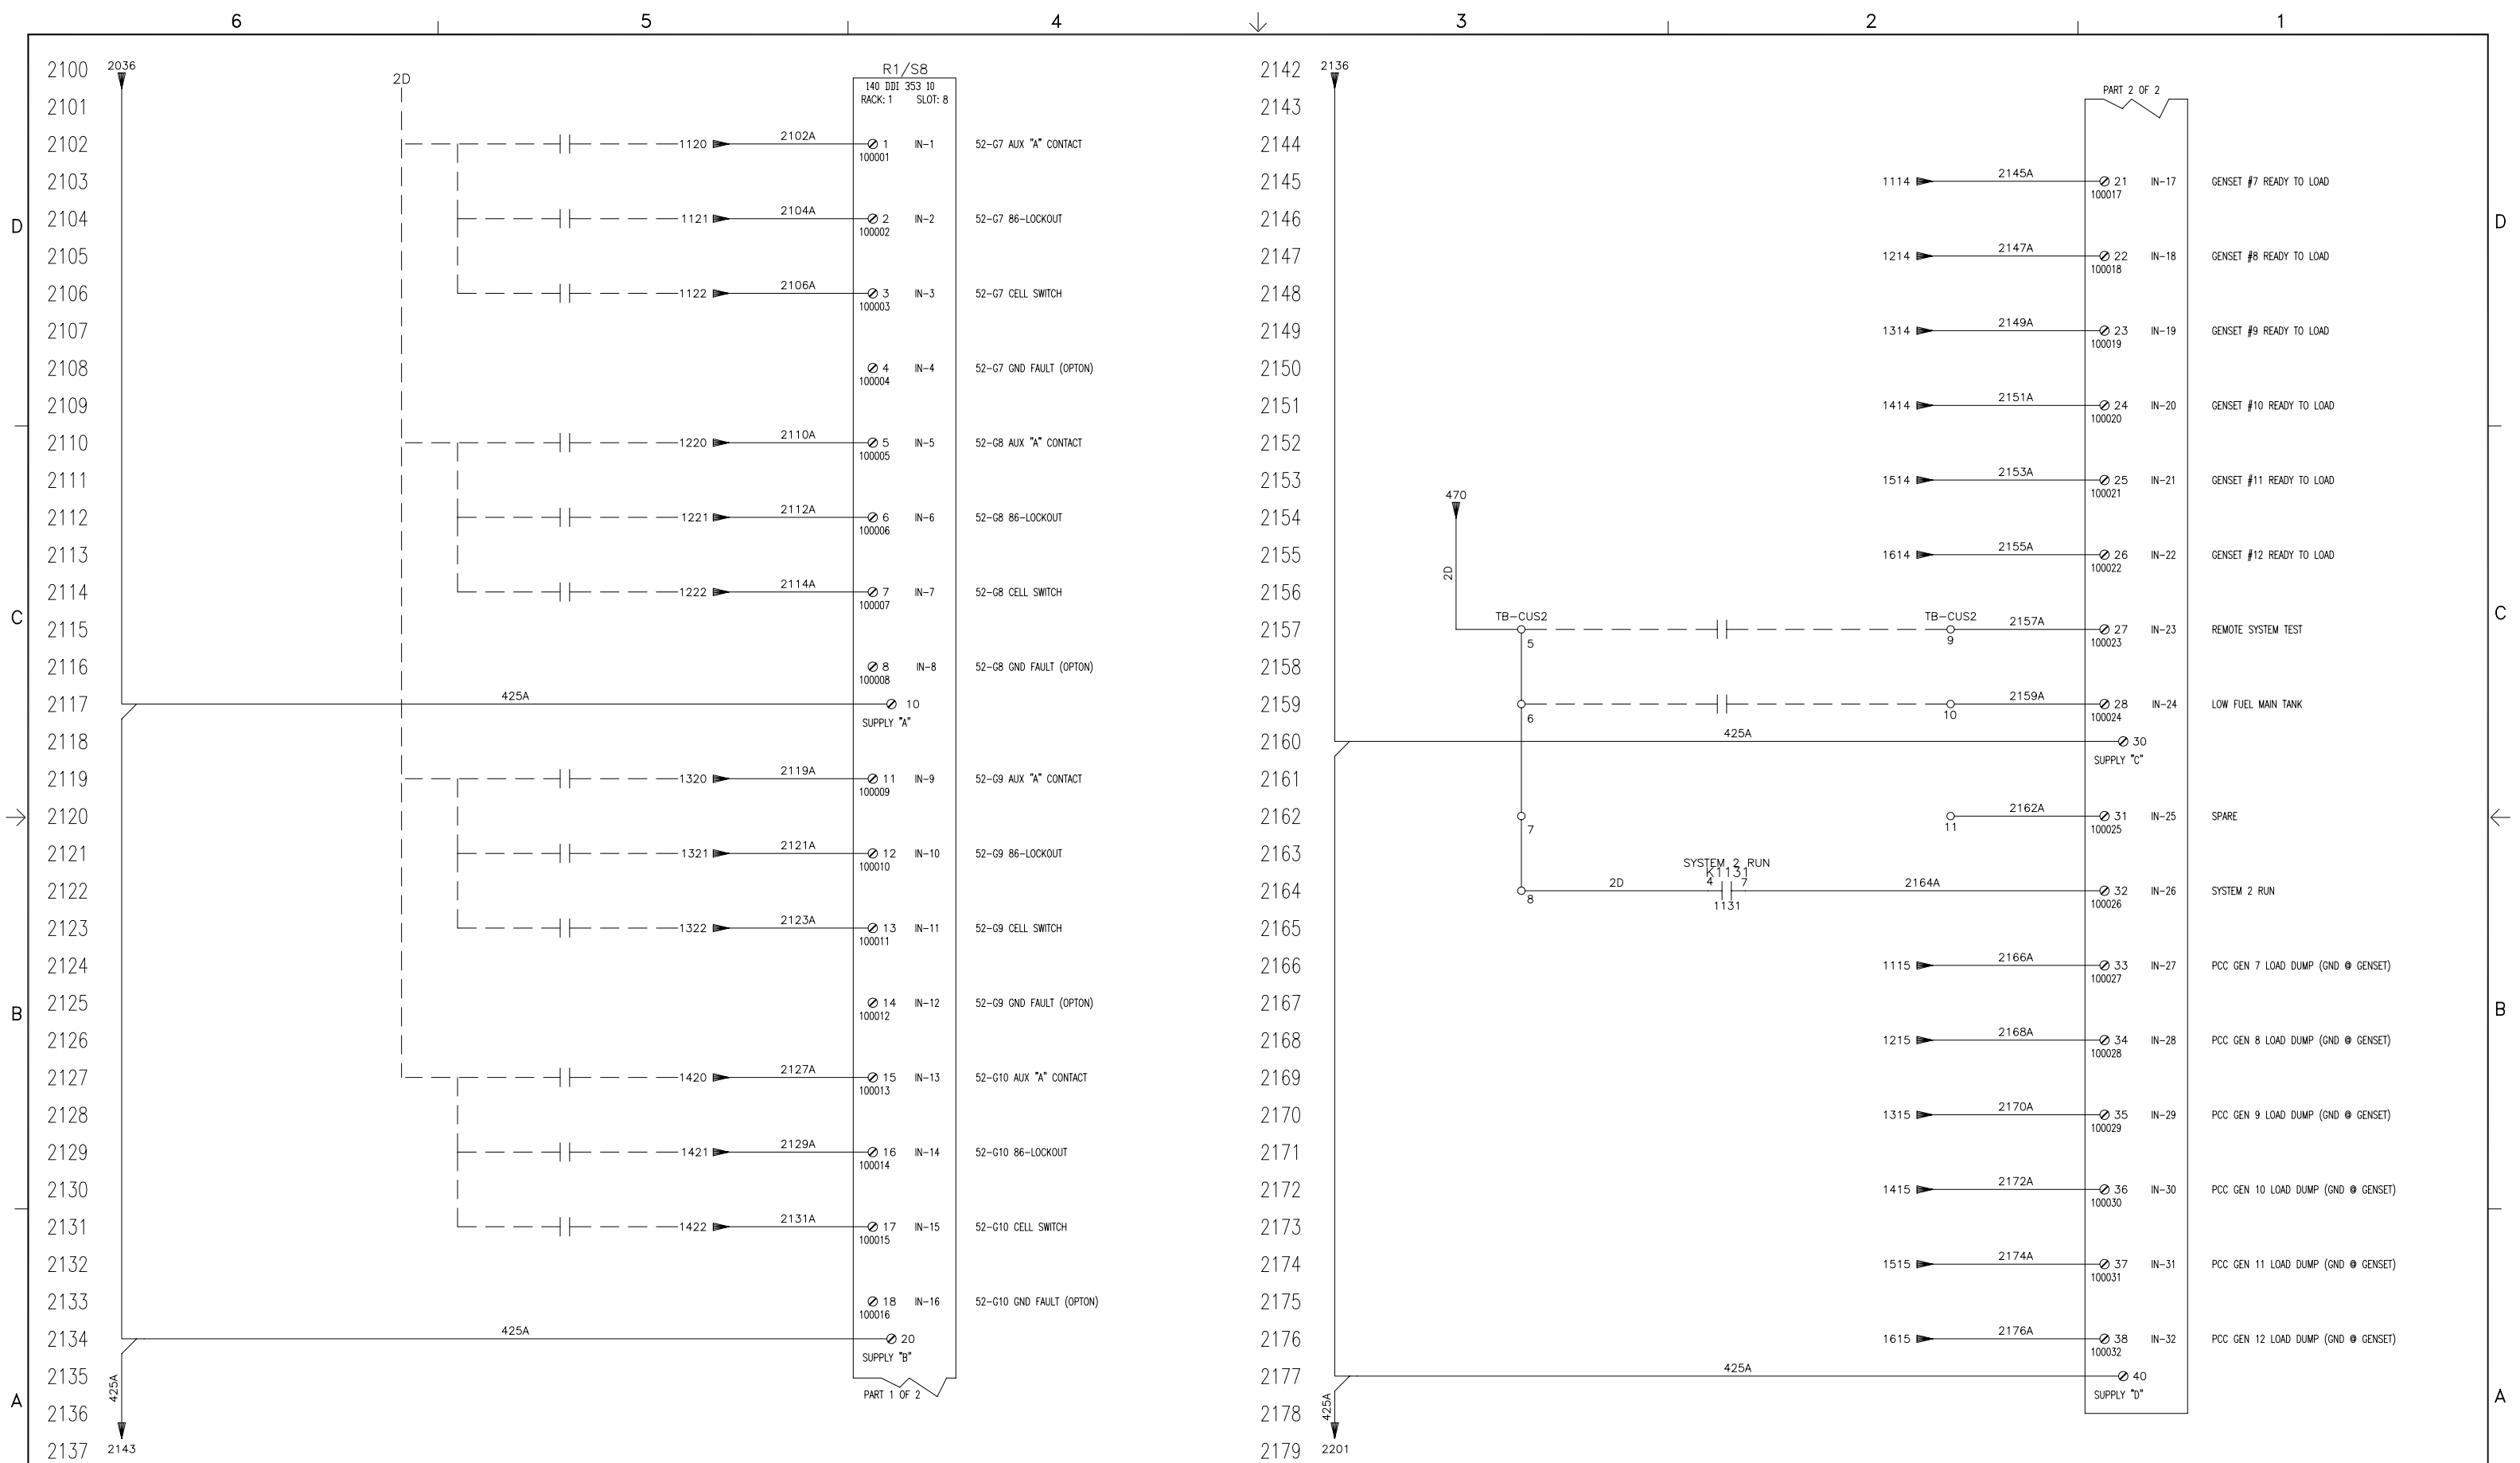 6 5 4 3 2 1
2100 2036 2D R1/S8
140 DDI 353 10
2101 RACK: 1 SLOT: 8
2102 1120 2102A 1 IN-1 52-G7 AUX "A" CONTACT
100001
2103
2104 1121 2104A 2 IN-2 52-G7 86-LOCKOUT
100002
2105
2106 1122 2106A 3 IN-3 52-G7 CELL SWITCH
100003
2107
2108 4 IN-4 52-G7 GND FAULT (OPTON)
100004
2109
2110 1220 2110A 5 IN-5 52-G8 AUX "A" CONTACT
100005
2111
2112 1221 2112A 6 IN-6 52-G8 86-LOCKOUT
100006
2113
2114 1222 2114A 7 IN-7 52-G8 CELL SWITCH
100007
2115
2116 8 IN-8 52-G8 GND FAULT (OPTON)
100008
2117 425A 10
SUPPLY "A"
2118
2119 1320 2119A 11 IN-9 52-G9 AUX "A" CONTACT
100009
2120
2121 1321 2121A 12 IN-10 52-G9 86-LOCKOUT
100010
2122
2123 1322 2123A 13 IN-11 52-G9 CELL SWITCH
100011
2124
2125 14 IN-12 52-G9 GND FAULT (OPTON)
100012
2126
2127 1420 2127A 15 IN-13 52-G10 AUX "A" CONTACT
100013
2128
2129 1421 2129A 16 IN-14 52-G10 86-LOCKOUT
100014
2130
2131 1422 2131A 17 IN-15 52-G10 CELL SWITCH
100015
2132
2133 18 IN-16 52-G10 GND FAULT (OPTON)
100016
2134 425A 20
SUPPLY "B"
2135 425A
PART 1 OF 2
2136
2137 2143
2142 2136
PART 2 OF 2
2143
2144
2145 1114 2145A 21 IN-17 GENSET #7 READY TO LOAD
100017
2146
2147 1214 2147A 22 IN-18 GENSET #8 READY TO LOAD
100018
2148
2149 1314 2149A 23 IN-19 GENSET #9 READY TO LOAD
100019
2150
2151 1414 2151A 24 IN-20 GENSET #10 READY TO LOAD
100020
2152
2153 1514 2153A 25 IN-21 GENSET #11 READY TO LOAD
470 100021
2154
2155 1614 2155A 26 IN-22 GENSET #12 READY TO LOAD
2D 100022
2156
TB-CUS2 TB-CUS2
2157 5 9 2157A 27 IN-23 REMOTE SYSTEM TEST
100023
2158
2159 6 10 2159A 28 IN-24 LOW FUEL MAIN TANK
100024
2160 425A 30
SUPPLY "C"
2161
2162 7 11 2162A 31 IN-25 SPARE
100025
2163
SYSTEM 2 RUN
K1131
2164 8 2D 4 7 2164A 32 IN-26 SYSTEM 2 RUN
1131 100026
2165
2166 1115 2166A 33 IN-27 PCC GEN 7 LOAD DUMP (GND @ GENSET)
100027
2167
2168 1215 2168A 34 IN-28 PCC GEN 8 LOAD DUMP (GND @ GENSET)
100028
2169
2170 1315 2170A 35 IN-29 PCC GEN 9 LOAD DUMP (GND @ GENSET)
100029
2171
2172 1415 2172A 36 IN-30 PCC GEN 10 LOAD DUMP (GND @ GENSET)
100030
2173
2174 1515 2174A 37 IN-31 PCC GEN 11 LOAD DUMP (GND @ GENSET)
100031
2175
2176 1615 2176A 38 IN-32 PCC GEN 12 LOAD DUMP (GND @ GENSET)
100032
2177 425A 40
SUPPLY "D"
2178 425A
2179 2201
D D
C C
B B
A A